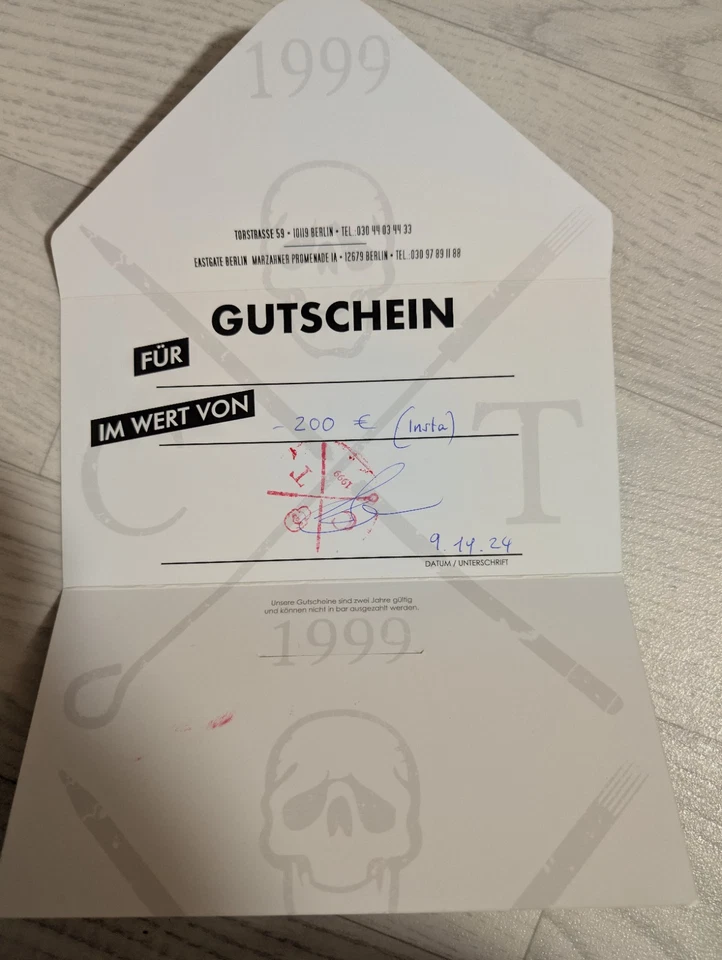 1999
TORSTRASSE 59 • 10119 BERLIN • TEL.:030 44 03 44 33
EASTGATE BERLIN MARZAHNER PROMENADE 1A • 12679 BERLIN • TEL.:030 97 89 11 88
GUTSCHEIN
FÜR
IM WERT VON
- 200 € (Insta)
C T
T
1999
9.14.24
DATUM / UNTERSCHRIFT
Unsere Gutscheine sind zwei Jahre gültig
und können nicht in bar ausgezahlt werden.
1999